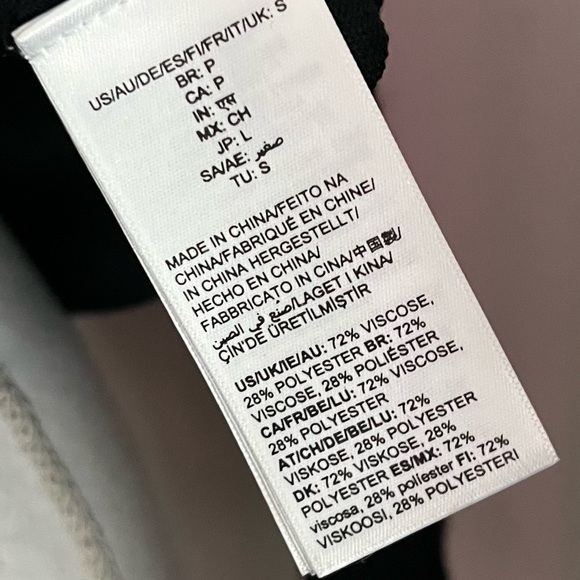 US/AU/DE/ES/FI/FR/IT/UK: S
BR: P
CA: P
IN: एस
MX: CH
JP: L
SA/AE: صغير
TU: S
MADE IN CHINA/FEITO NA
CHINA/FABRIQUÉ EN CHINE/
IN CHINA HERGESTELLT/
HECHO EN CHINA/
FABBRICATO IN CINA/中国製/
صنع في الصين/LAGET I KINA/
ÇİN'DE ÜRETİLMİŞTİR
US/UK/IE/AU: 72% VISCOSE,
28% POLYESTER BR: 72%
VISCOSE, 28% POLIÉSTER
CA/FR/BE/LU: 72% VISCOSE,
28% POLYESTER
AT/CH/DE/BE/LU: 72%
VISKOSE, 28% POLYESTER
DK: 72% VISKOSE, 28%
POLYESTER ES/MX: 72%
viscosa, 28% poliester FI: 72%
VISKOOSI, 28% POLYESTERI